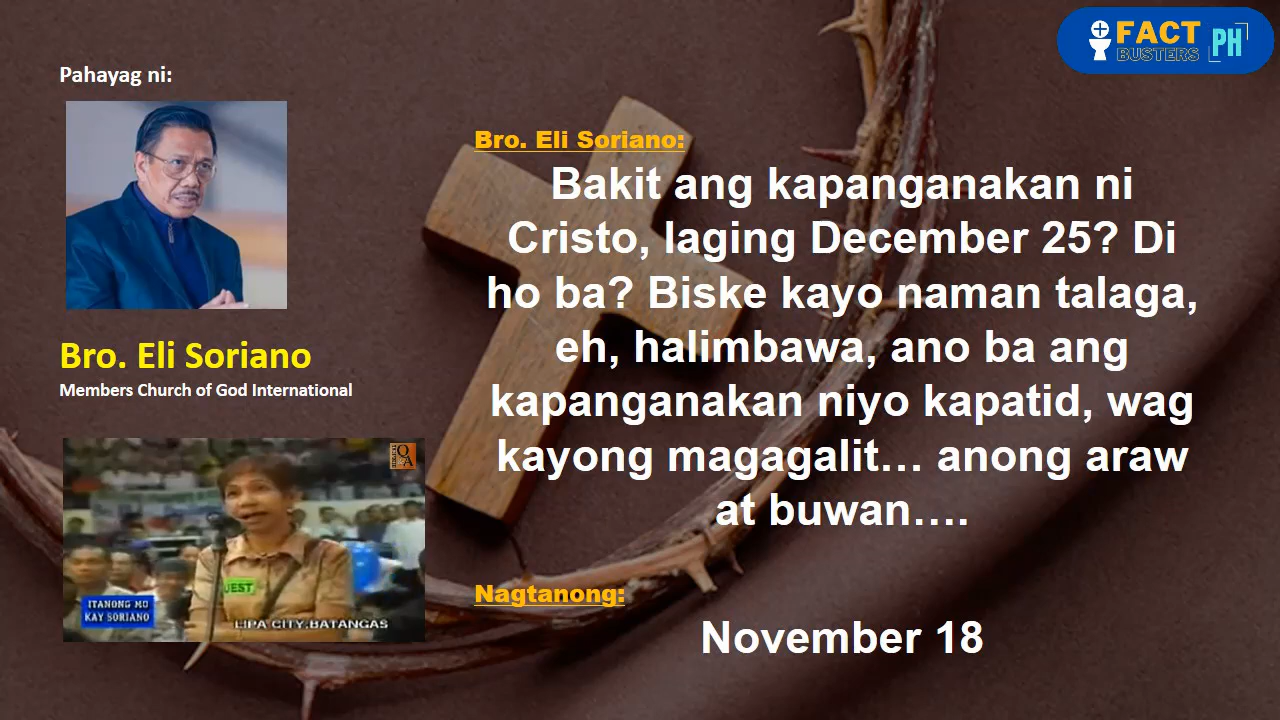 FACT
BUSTERS
PH
Pahayag ni:
Bro. Eli Soriano
Members Church of God International
Q
A
ITANONG MO
KAY SORIANO
UEST
LIPA CITY,BATANGAS
Bro. Eli Soriano:
Bakit ang kapanganakan ni
Cristo, laging December 25? Di
ho ba? Biske kayo naman talaga,
eh, halimbawa, ano ba ang
kapanganakan niyo kapatid, wag
kayong magagalit… anong araw
at buwan….
Nagtanong:
November 18